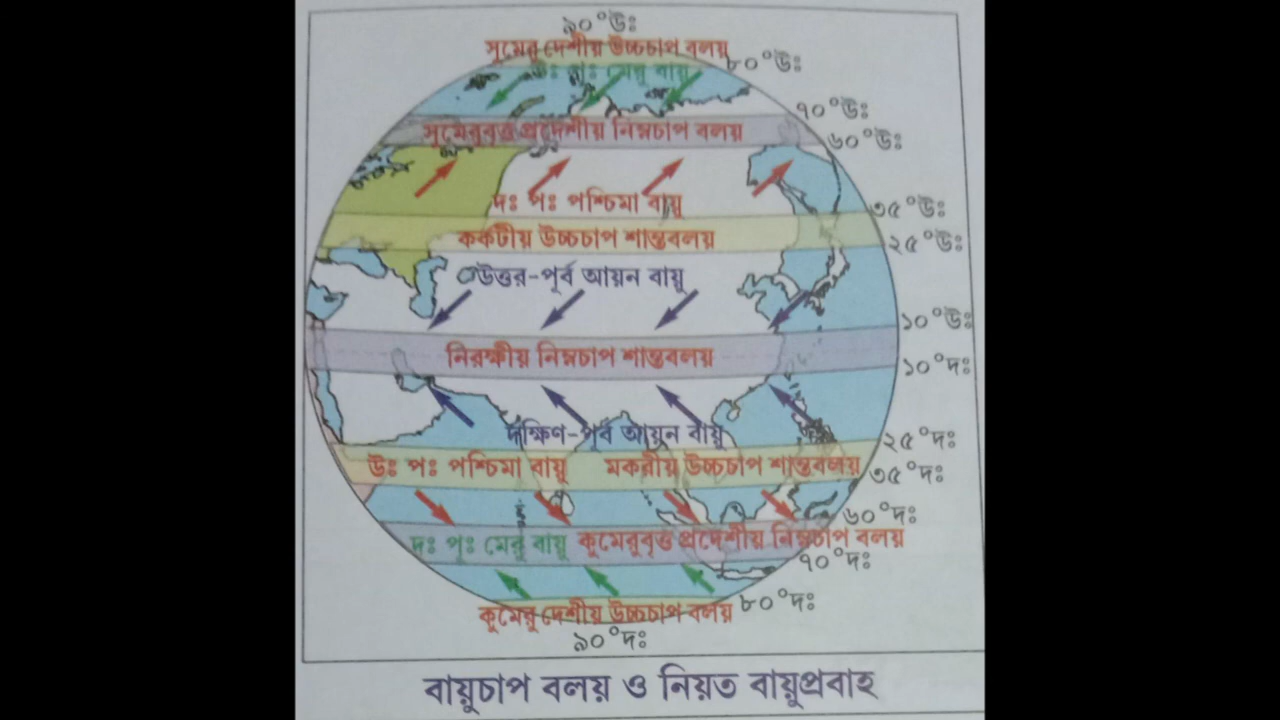 ৯০°উঃ
সুমেরু দেশীয় উচ্চচাপ বলয়
৮০°উঃ
উঃ পূঃ মেরু বায়ু
৭০°উঃ
সুমেরুবৃত্ত প্রদেশীয় নিম্নচাপ বলয়
৬০°উঃ
দঃ পঃ পশ্চিমা বায়ু
৩৫°উঃ
কর্কটীয় উচ্চচাপ শান্তবলয়
২৫°উঃ
উত্তর-পূর্ব আয়ন বায়ু
১০°উঃ
নিরক্ষীয় নিম্নচাপ শান্তবলয়
১০°দঃ
দক্ষিণ-পূর্ব আয়ন বায়ু
২৫°দঃ
উঃ পঃ পশ্চিমা বায়ু মকরীয় উচ্চচাপ শান্তবলয়
৩৫°দঃ
৬০°দঃ
দঃ পূঃ মেরু বায়ু কুমেরুবৃত্ত প্রদেশীয় নিম্নচাপ বলয়
৭০°দঃ
৮০°দঃ
কুমেরু দেশীয় উচ্চচাপ বলয়
৯০°দঃ
বায়ুচাপ বলয় ও নিয়ত বায়ুপ্রবাহ